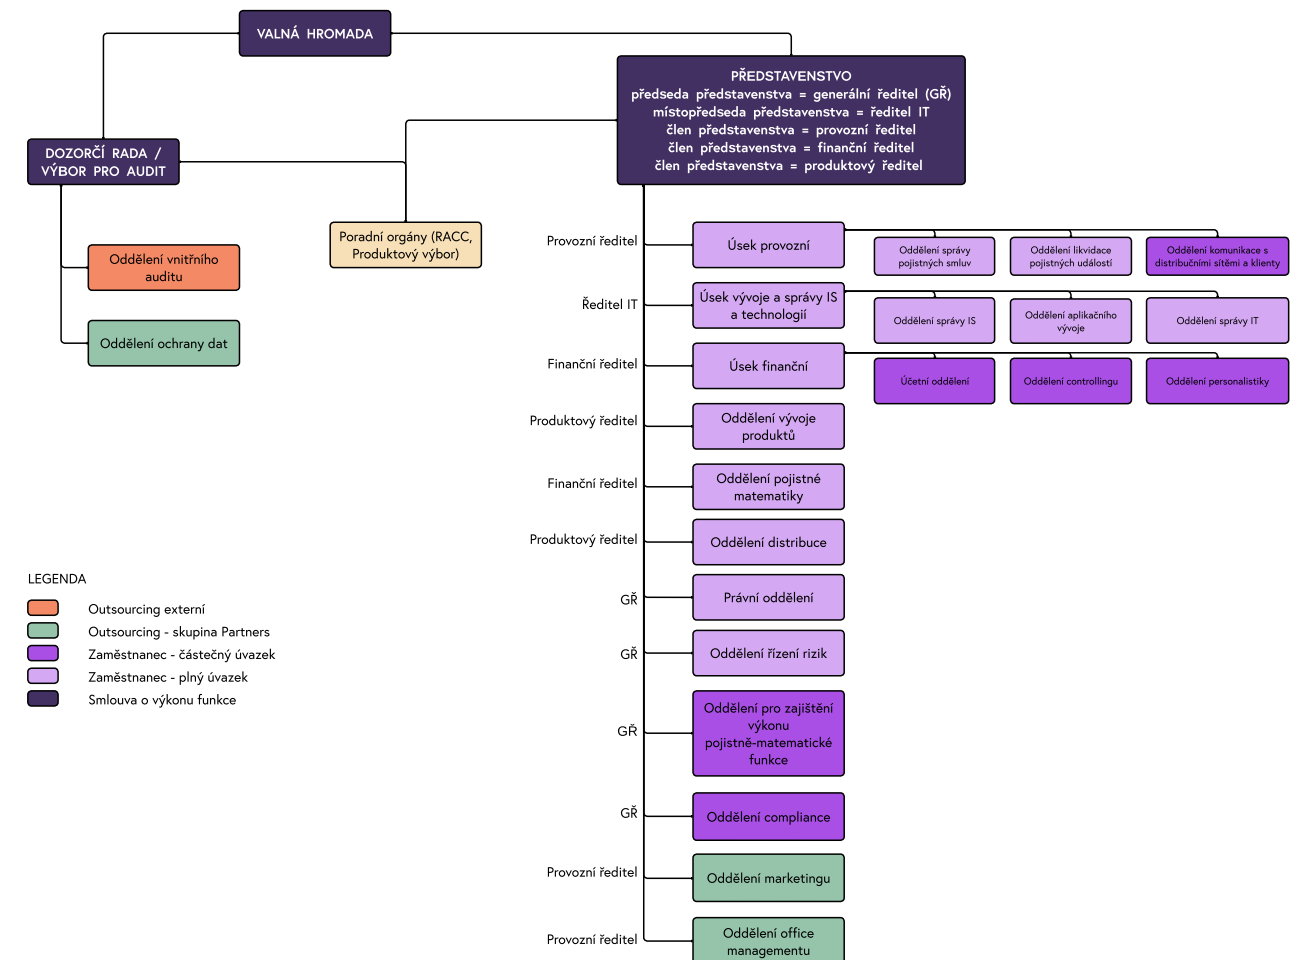 VALNÁ HROMADA
PŘEDSTAVENSTVO
předseda představenstva = generální ředitel (GŘ)
místopředseda představenstva = ředitel IT
člen představenstva = provozní ředitel
člen představenstva = finanční ředitel
člen představenstva = produktový ředitel
DOZORČÍ RADA /
VÝBOR PRO AUDIT
Oddělení vnitřního
auditu
Oddělení ochrany dat
Poradní orgány (RACC,
Produktový výbor)
Provozní ředitel
Úsek provozní
Oddělení správy
pojistných smluv
Oddělení likvidace
pojistných událostí
Oddělení komunikace s
distribučními sítěmi a klienty
Ředitel IT
Úsek vývoje a správy IS
a technologií
Oddělení správy IS
Oddělení aplikačního
vývoje
Oddělení správy IT
Finanční ředitel
Úsek finanční
Účetní oddělení
Oddělení controllingu
Oddělení personalistiky
Produktový ředitel
Oddělení vývoje
produktů
Finanční ředitel
Oddělení pojistné
matematiky
Produktový ředitel
Oddělení distribuce
GŘ
Právní oddělení
GŘ
Oddělení řízení rizik
GŘ
Oddělení pro zajištění
výkonu
pojistně-matematické
funkce
GŘ
Oddělení compliance
Provozní ředitel
Oddělení marketingu
Provozní ředitel
Oddělení office
managementu
LEGENDA
Outsourcing externí
Outsourcing - skupina Partners
Zaměstnanec - částečný úvazek
Zaměstnanec - plný úvazek
Smlouva o výkonu funkce